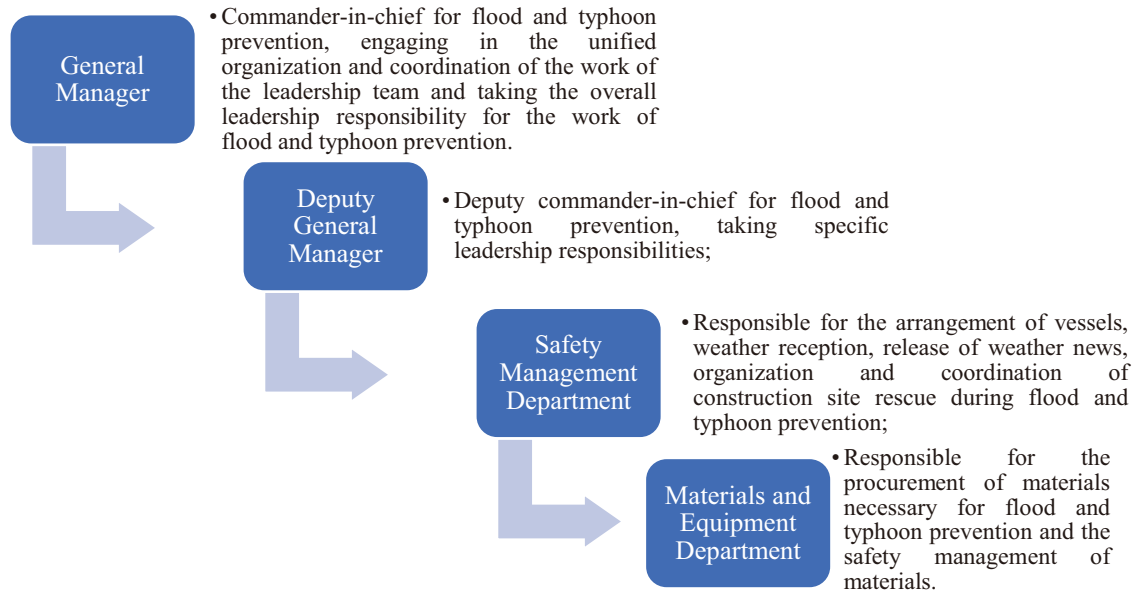 General
Manager
• Commander-in-chief for flood and typhoon
prevention, engaging in the unified
organization and coordination of the work of
the leadership team and taking the overall
leadership responsibility for the work of
flood and typhoon prevention.
Deputy
General
Manager
• Deputy commander-in-chief for flood and
typhoon prevention, taking specific
leadership responsibilities;
Safety
Management
Department
• Responsible for the arrangement of vessels,
weather reception, release of weather news,
organization and coordination of
construction site rescue during flood and
typhoon prevention;
Materials and
Equipment
Department
• Responsible for the
procurement of materials
necessary for flood and
typhoon prevention and the
safety management of
materials.